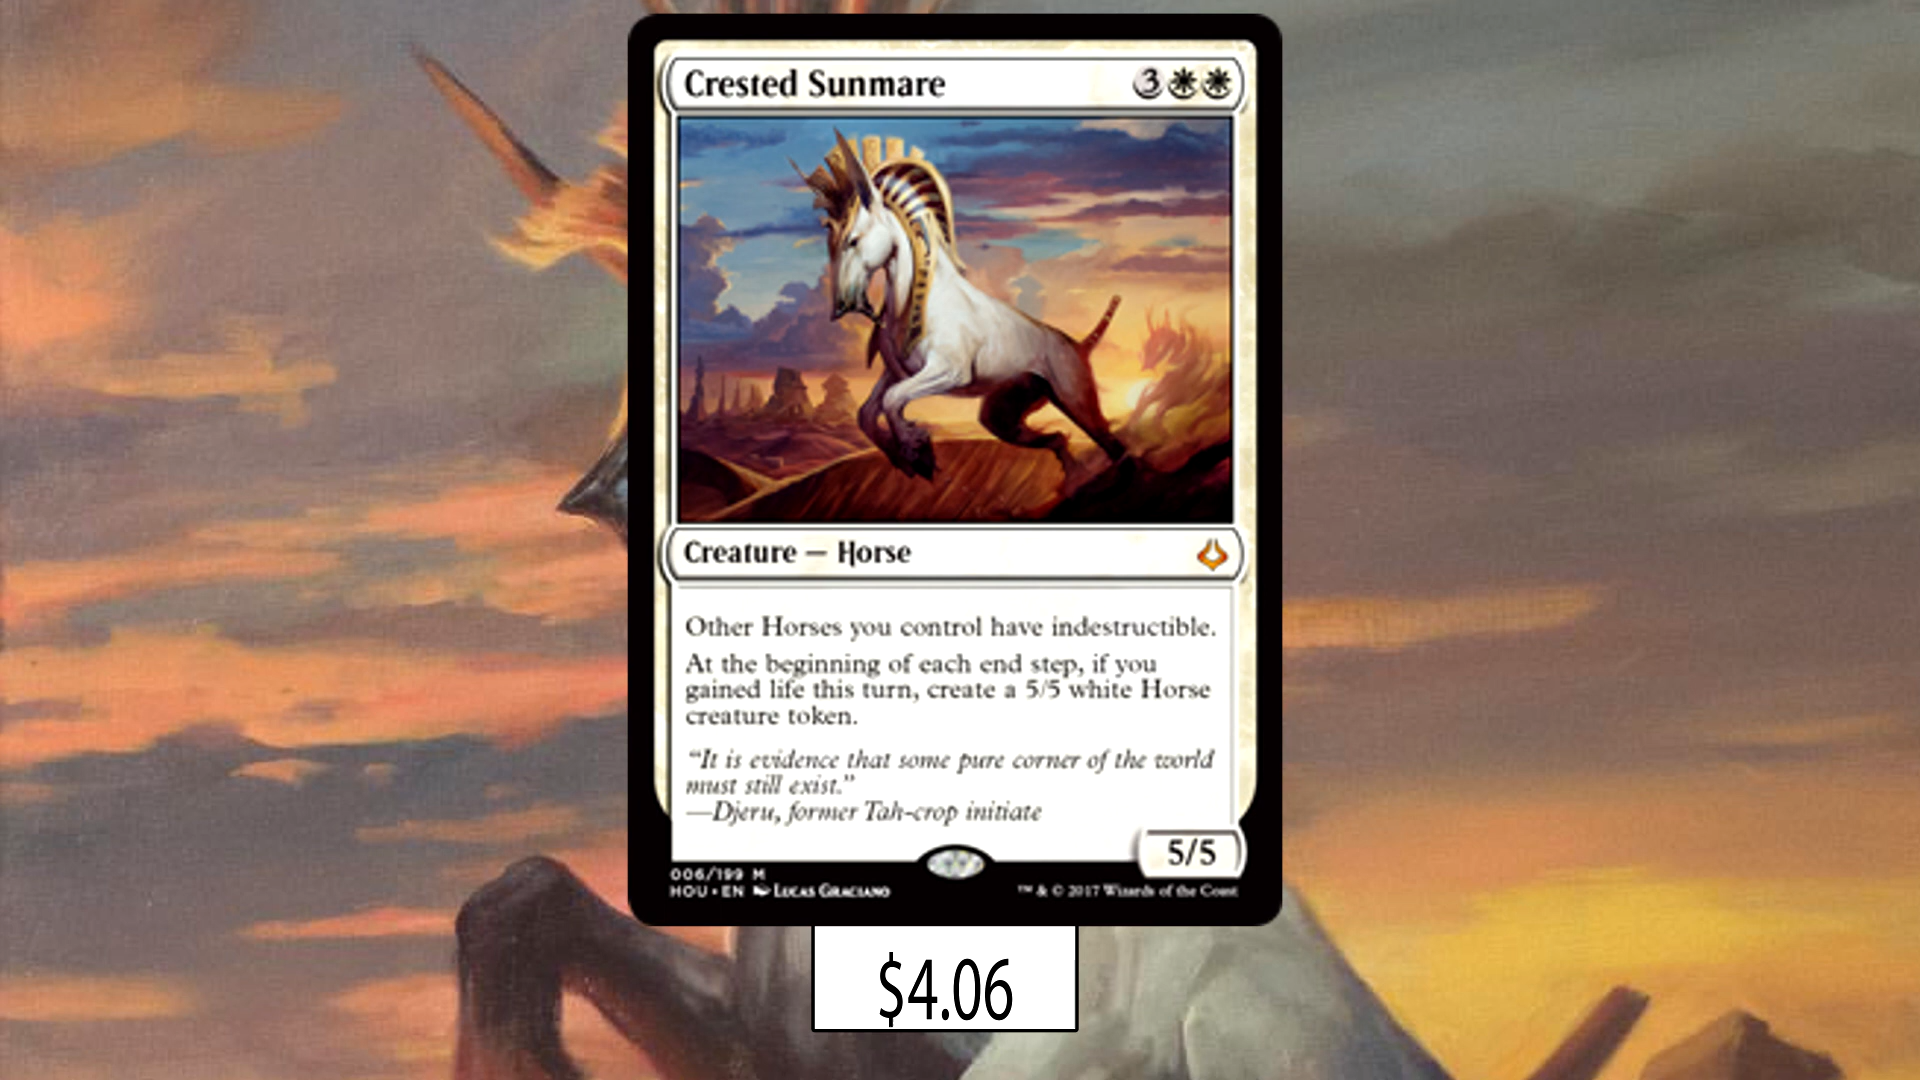 Crested Sunmare 3
Creature — Horse
Other Horses you control have indestructible.
At the beginning of each end step, if you
gained life this turn, create a 5/5 white Horse
creature token.
“It is evidence that some pure corner of the world
must still exist.”
—Djeru, former Tah-crop initiate
5/5
006/199 M
HOU • EN Lucas Graciano
™ & © 2017 Wizards of the Coast
$4.06